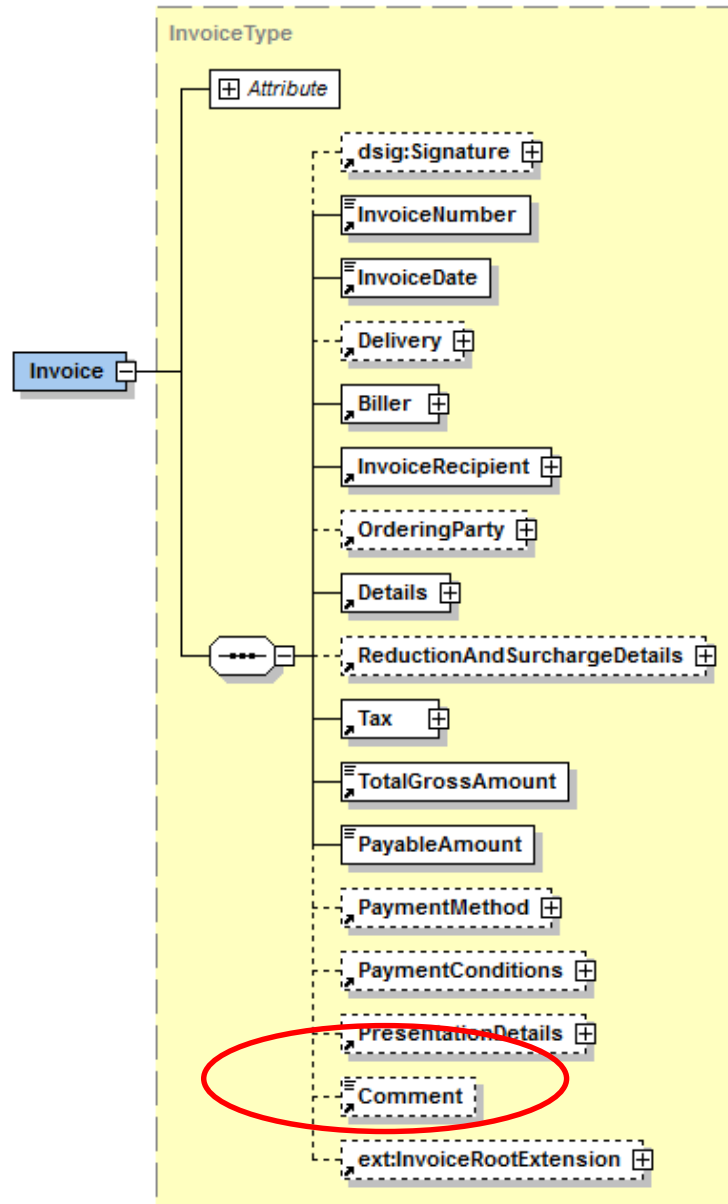 InvoiceType
Attribute
dsig:Signature
InvoiceNumber
InvoiceDate
Delivery
Invoice
Biller
InvoiceRecipient
OrderingParty
Details
ReductionAndSurchargeDetails
Tax
TotalGrossAmount
PayableAmount
PaymentMethod
PaymentConditions
PresentationDetails
Comment
ext:InvoiceRootExtension